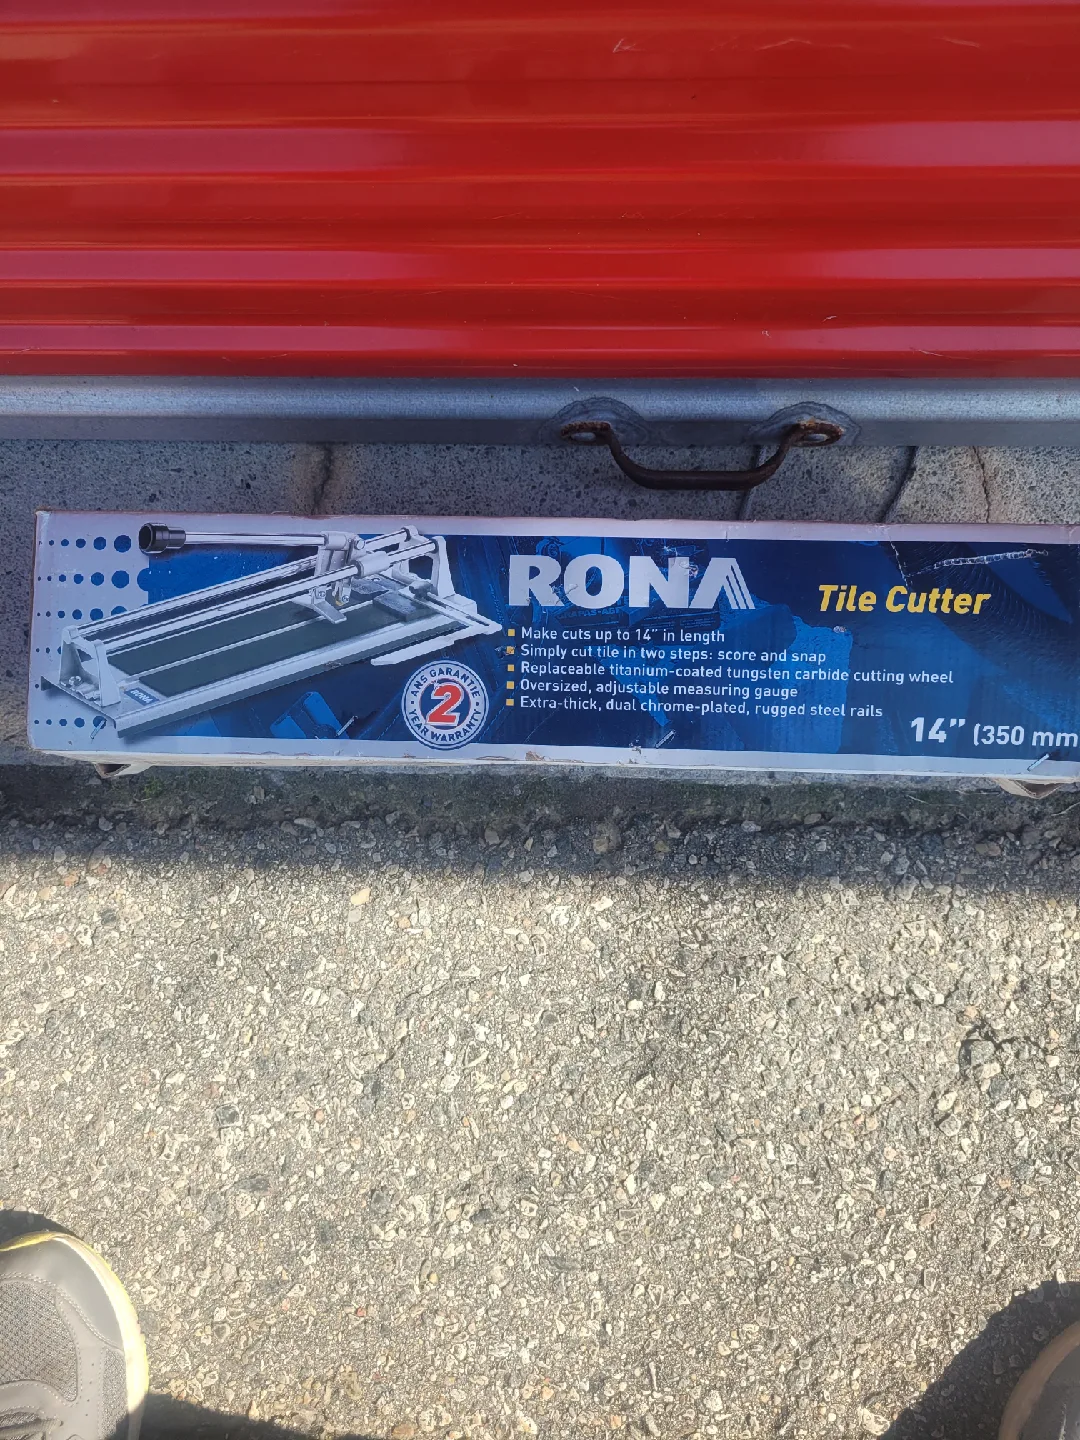 RONA
Tile Cutter
Make cuts up to 14" in length
Simply cut tile in two steps: score and snap
Replaceable titanium-coated tungsten carbide cutting wheel
Oversized, adjustable measuring gauge
Extra-thick, dual chrome-plated, rugged steel rails
14" (350 mm
ANS GARANTIE
2
YEAR WARRANTY
RONA